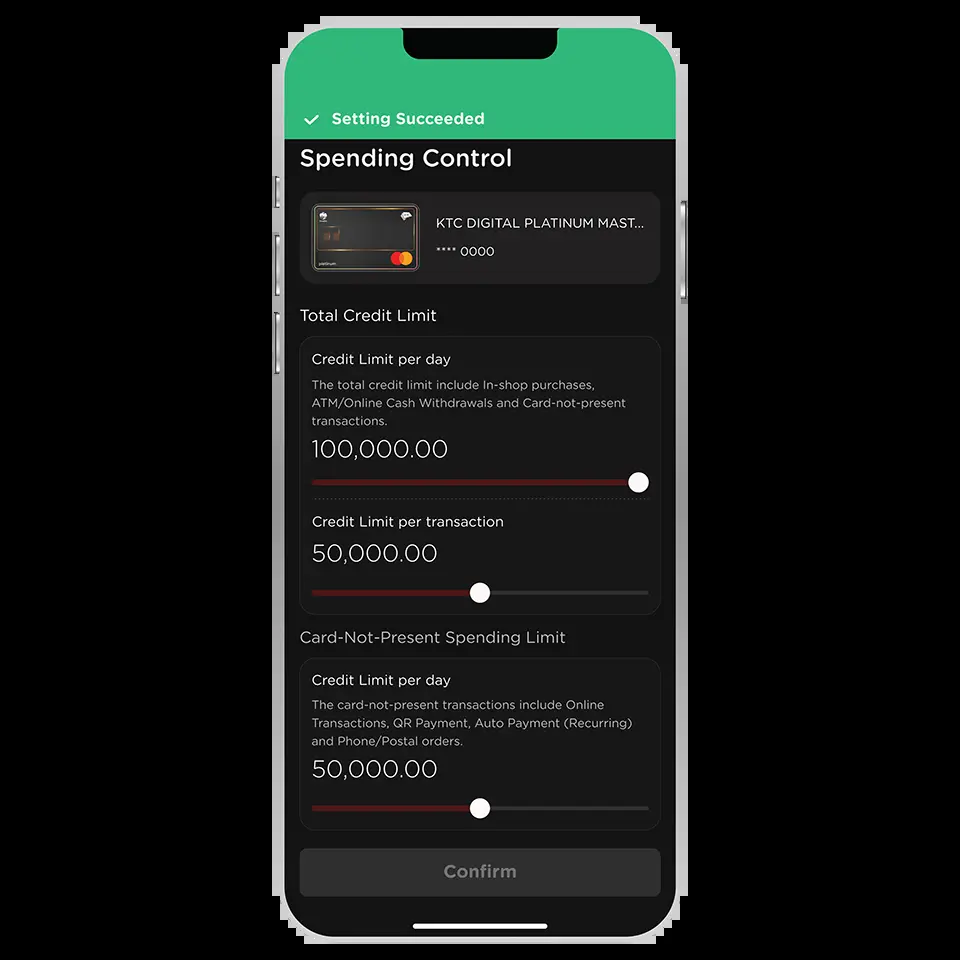 Setting Succeeded
Spending Control
KTC DIGITAL PLATINUM MAST...
**** 0000
platinum
Total Credit Limit
Credit Limit per day
The total credit limit include In-shop purchases,
ATM/Online Cash Withdrawals and Card-not-present
transactions.
100,000.00
Credit Limit per transaction
50,000.00
Card-Not-Present Spending Limit
Credit Limit per day
The card-not-present transactions include Online
Transactions, QR Payment, Auto Payment (Recurring)
and Phone/Postal orders.
50,000.00
Confirm